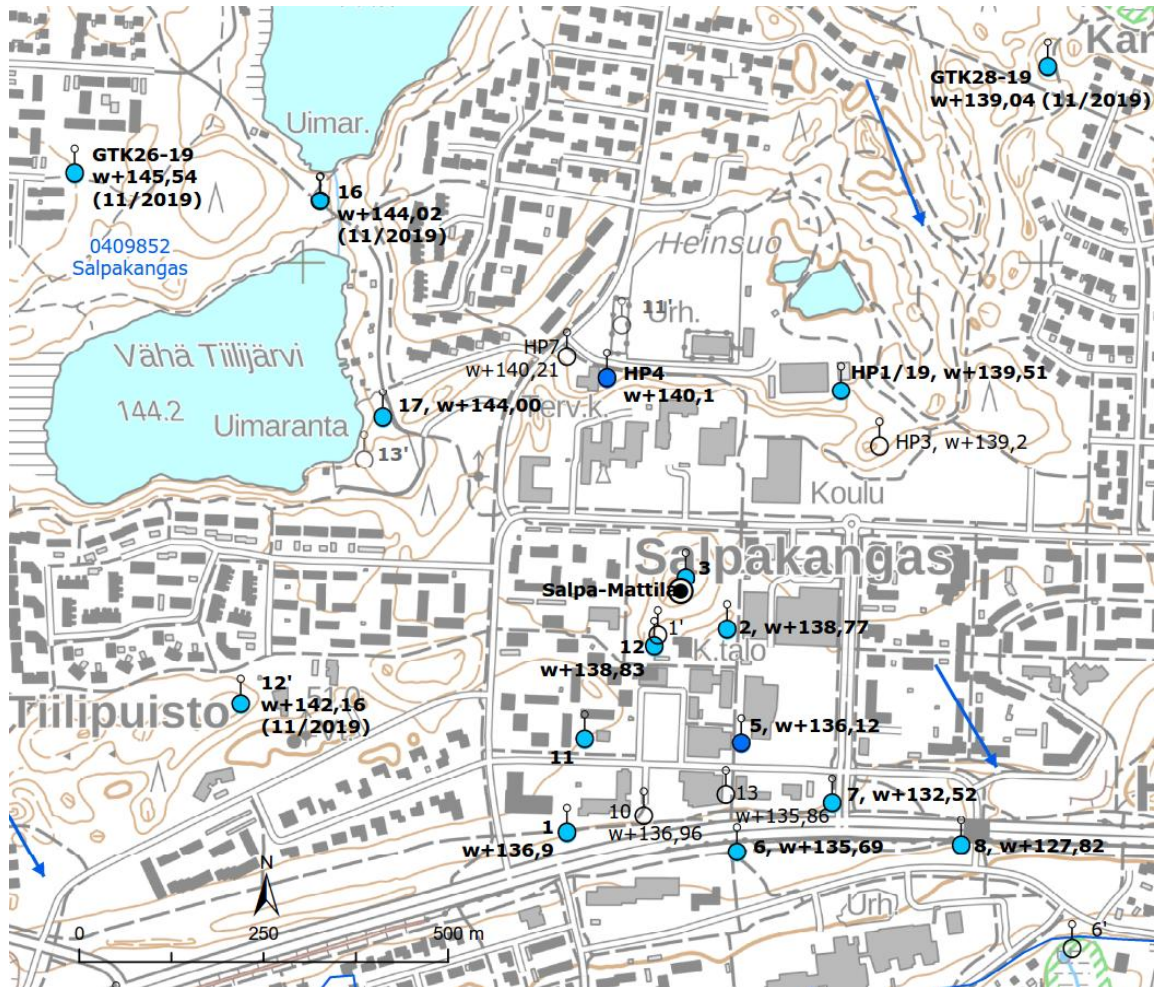 Kar
GTK28-19
w+139,04 (11/2019)
Uimar.
GTK26-19
w+145,54
(11/2019)
16
w+144,02
(11/2019)
0409852
Salpakangas
Heinsuo
11'
Urh.
Vähä Tiilijärvi
144.2
Uimaranta
HP7
w+140,21
HP4
w+140,1
HP1/19, w+139,51
17, w+144,00
Terv.k.
13'
HP3, w+139,2
Koulu
Salpakangas
3
Salpa-Mattila
1'
2, w+138,77
12
w+138,83
K.talo
12'
w+142,16
(11/2019)
Tiilipuisto
5, w+136,12
11
7, w+132,52
13
w+135,86
10
w+136,96
1
w+136,9
6, w+135,69
8, w+127,82
N
Urh.
6'
0 250 500 m